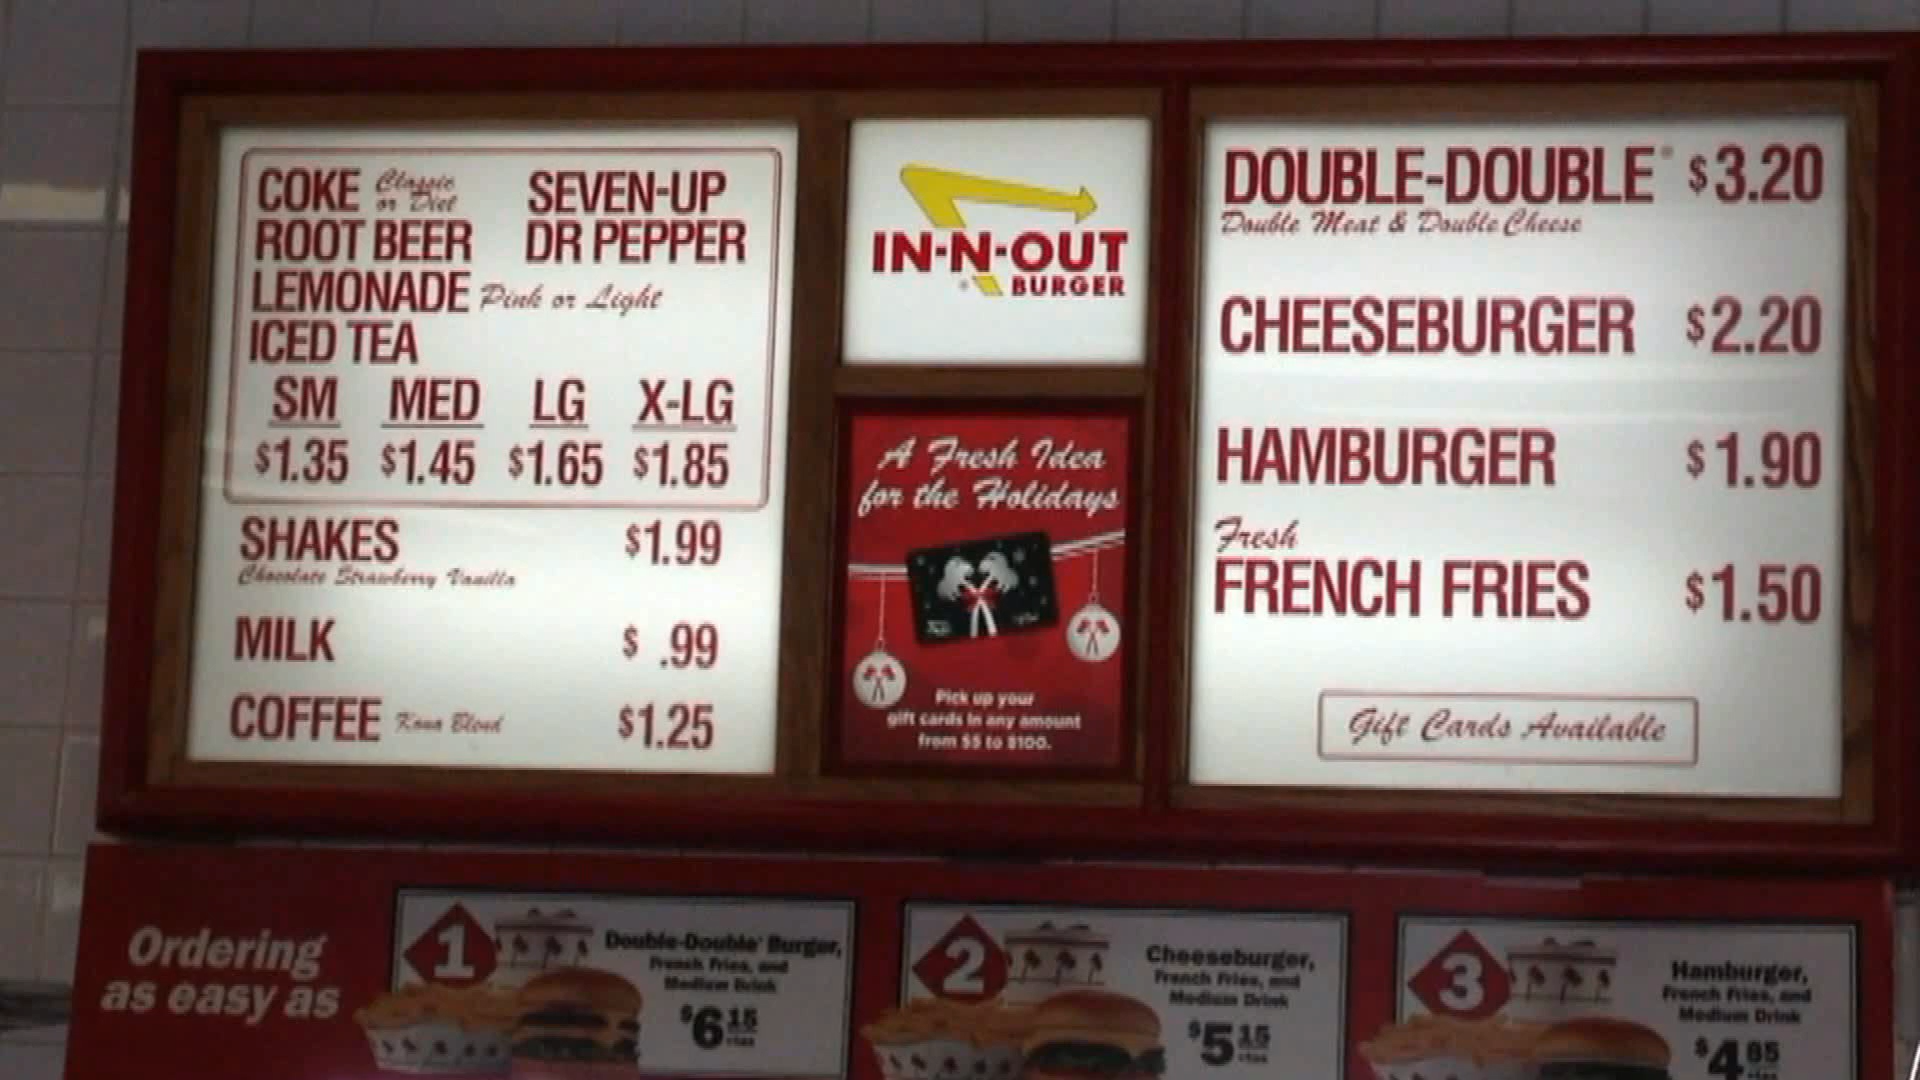 COKE Classic or Diet SEVEN-UP
ROOT BEER DR PEPPER
LEMONADE Pink or Light
ICED TEA
SM MED LG X-LG
$1.35 $1.45 $1.65 $1.85
SHAKES $1.99
Chocolate Strawberry Vanilla
MILK $ .99
COFFEE Kona Blend $1.25
IN-N-OUT
BURGER
A Fresh Idea
for the Holidays
Pick up your
gift cards in any amount
from $5 to $100.
DOUBLE-DOUBLE® $3.20
Double Meat & Double Cheese
CHEESEBURGER $2.20
HAMBURGER $1.90
Fresh
FRENCH FRIES $1.50
Gift Cards Available
Ordering
as easy as
1
Double-Double® Burger,
French Fries, and
Medium Drink
$6.15
+tax
2
Cheeseburger,
French Fries, and
Medium Drink
$5.15
+tax
3
Hamburger,
French Fries, and
Medium Drink
$4.85
+tax